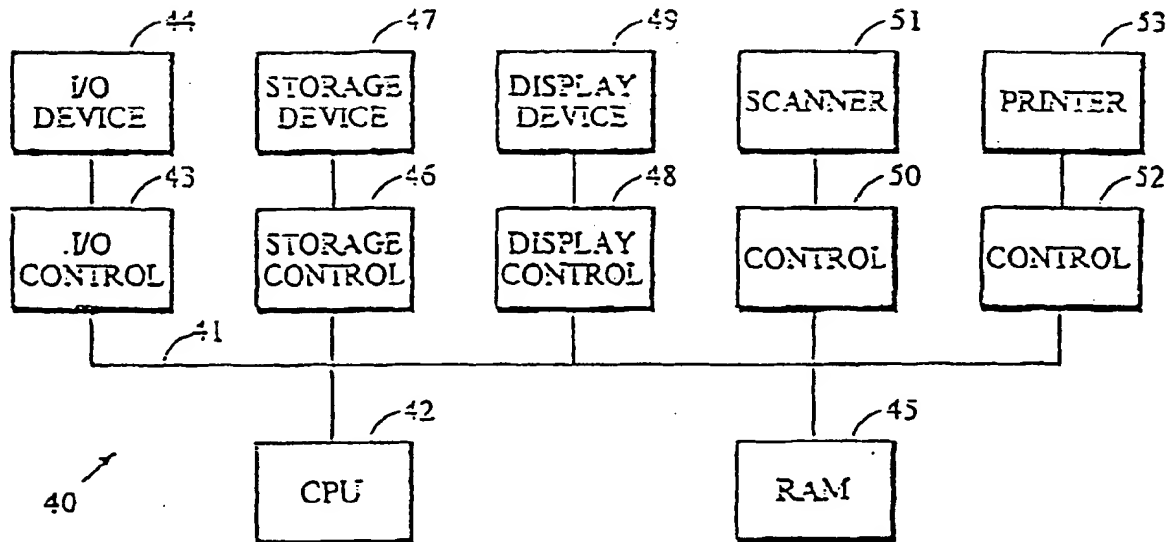 44
47
49
51
53
I/O
DEVICE
STORAGE
DEVICE
DISPLAY
DEVICE
SCANNER
PRINTER
43
46
48
50
52
.I/O
CONTROL
STORAGE
CONTROL
DISPLAY
CONTROL
CONTROL
CONTROL
41
42
45
CPU
RAM
40